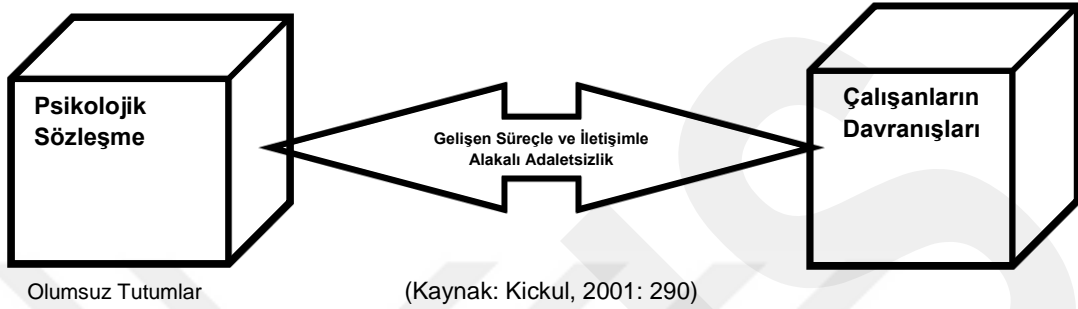 Psikolojik
Sözleşme
Gelişen Süreçle ve İletişimle
Alakalı Adaletsizlik
Çalışanların
Davranışları
Olumsuz Tutumlar
(Kaynak: Kickul, 2001: 290)